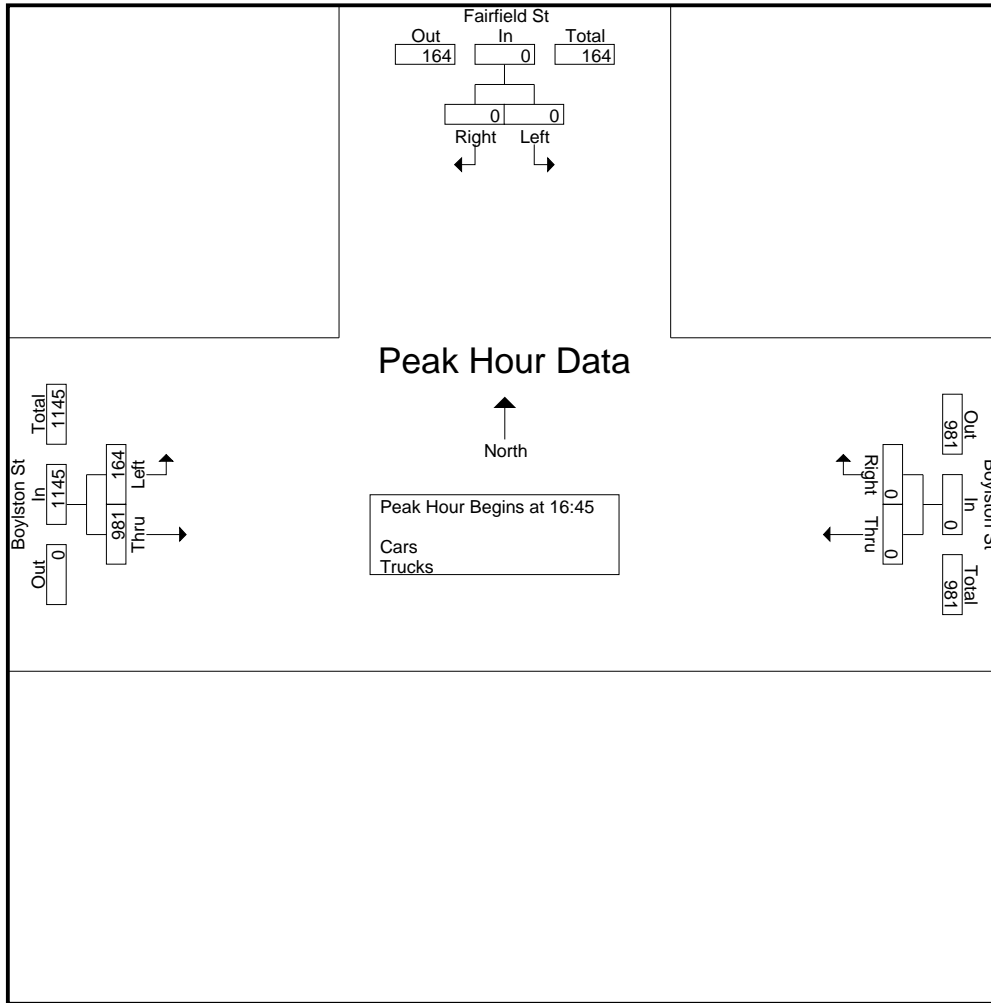 Fairfield St
Out In Total
164 0 164
0 0
Right Left
Peak Hour Data
North
Peak Hour Begins at 16:45
Cars
Trucks
Boylston St
Out In Total
0 1145 1145
164 981
Left Thru
Boylston St
Out In Total
981 0 981
0 0
Right Thru